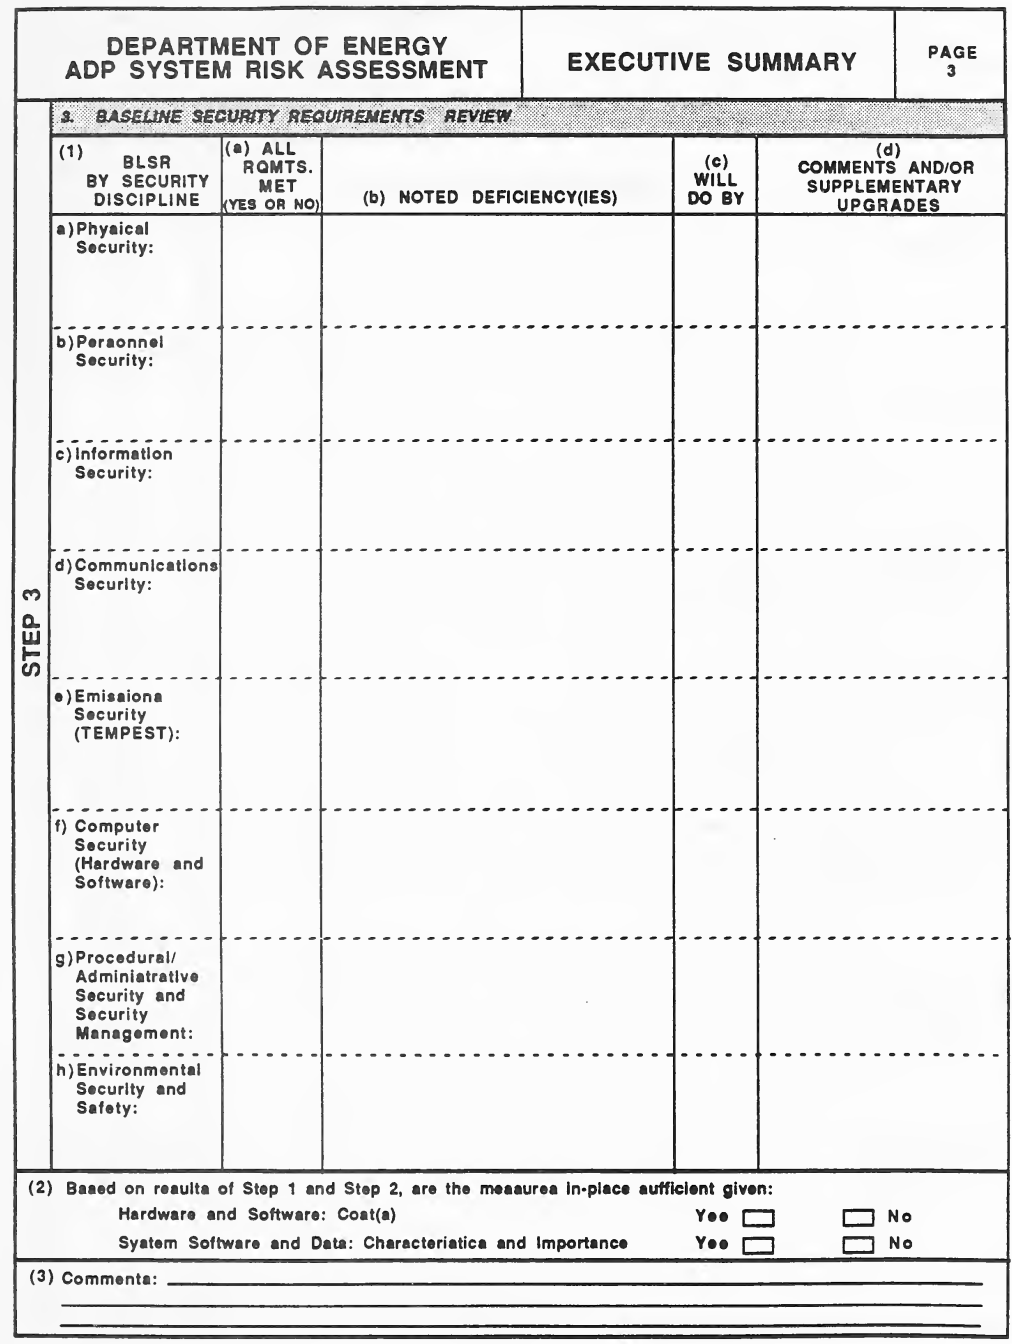 DEPARTMENT OF ENERGY
ADP SYSTEM RISK ASSESSMENT
EXECUTIVE SUMMARY
PAGE
3
3. BASELINE SECURITY REQUIREMENTS REVIEW
(1)
BLSR
BY SECURITY
DISCIPLINE
(a) ALL
RQMTS.
MET
(YES OR NO)
(b) NOTED DEFICIENCY(IES)
(c)
WILL
DO BY
(d)
COMMENTS AND/OR
SUPPLEMENTARY
UPGRADES
STEP 3
a) Physical
Security:
b) Personnel
Security:
c) Information
Security:
d) Communications
Security:
e) Emissions
Security
(TEMPEST):
f) Computer
Security
(Hardware and
Software):
g) Procedural/
Administrative
Security and
Security
Management:
h) Environmental
Security and
Safety:
(2) Based on results of Step 1 and Step 2, are the measures in-place sufficient given:
Hardware and Software: Cost(s) Yes No
System Software and Data: Characteristics and Importance Yes No
(3) Comments: